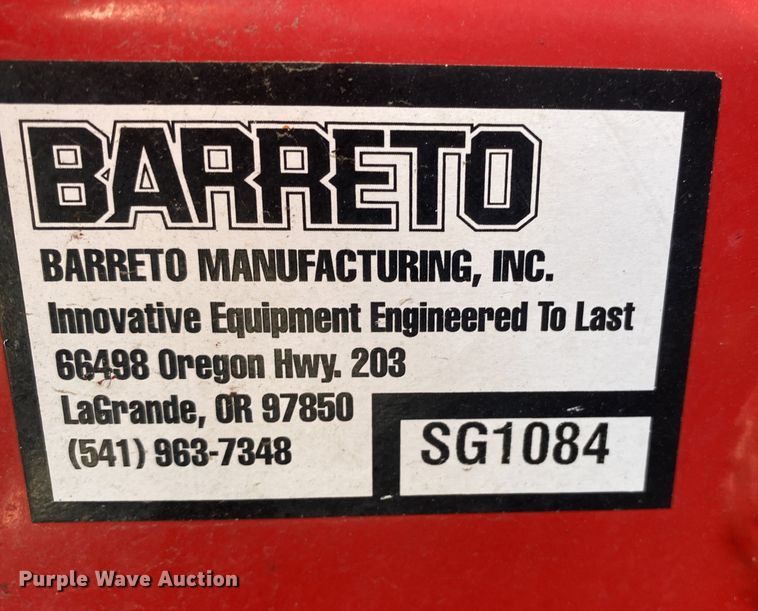 BARRETO
BARRETO MANUFACTURING, INC.
Innovative Equipment Engineered To Last
66498 Oregon Hwy. 203
LaGrande, OR 97850
(541) 963-7348
SG1084
Purple Wave Auction